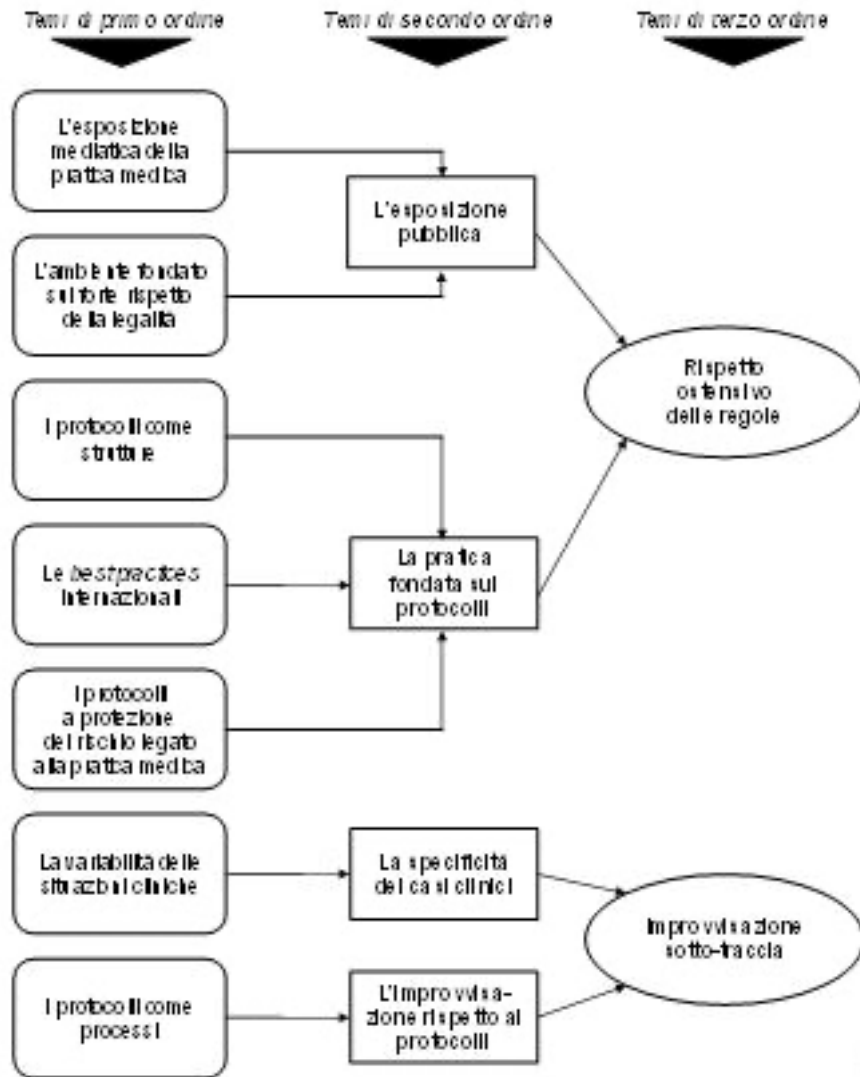 Temi di primo ordine
Temi di secondo ordine
Temi di terzo ordine
L'esposizione
mediatica della
pratica medica
L'ambiente fondato
sul forte rispetto
della legalità
I protocolli come
strutture
Le best practices
internazionali
I protocolli
a protezione
del rischio legato
alla pratica medica
La variabilità delle
situazioni cliniche
I protocolli come
processi
L'esposizione
pubblica
La pratica
fondata sui
protocolli
La specificità
dei casi clinici
L'improvvisa-
zione rispetto ai
protocolli
Rispetto
ostensivo
delle regole
Improvvisazione
sotto-traccia